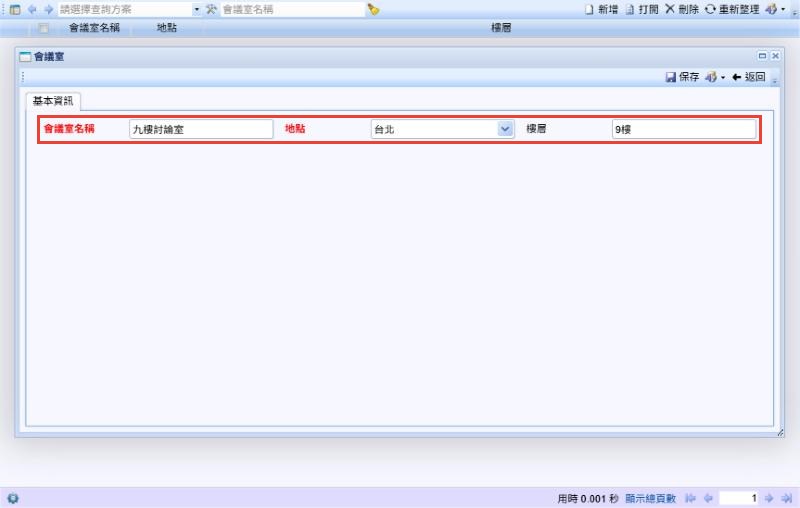 請選擇查詢方案 會議室名稱 新增 打開 刪除 重新整理
會議室名稱 地點 樓層
會議室
保存 返回
基本資訊
會議室名稱 九樓討論室 地點 台北 樓層 9樓
用時 0.001 秒 顯示總頁數 1